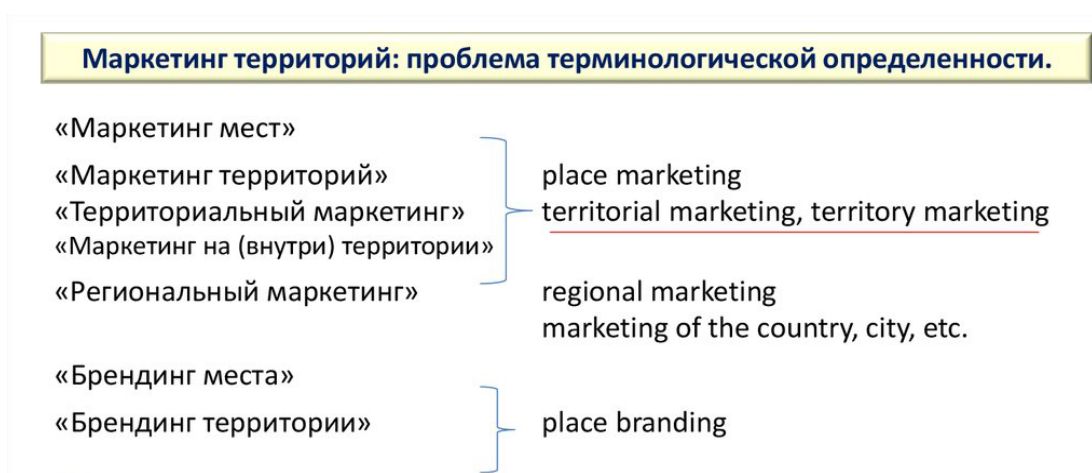 Маркетинг территорий: проблема терминологической определенности.
«Маркетинг мест»
«Маркетинг территорий» place marketing
«Территориальный маркетинг» territorial marketing, territory marketing
«Маркетинг на (внутри) территории»
«Региональный маркетинг» regional marketing
marketing of the country, city, etc.
«Брендинг места»
«Брендинг территории» place branding